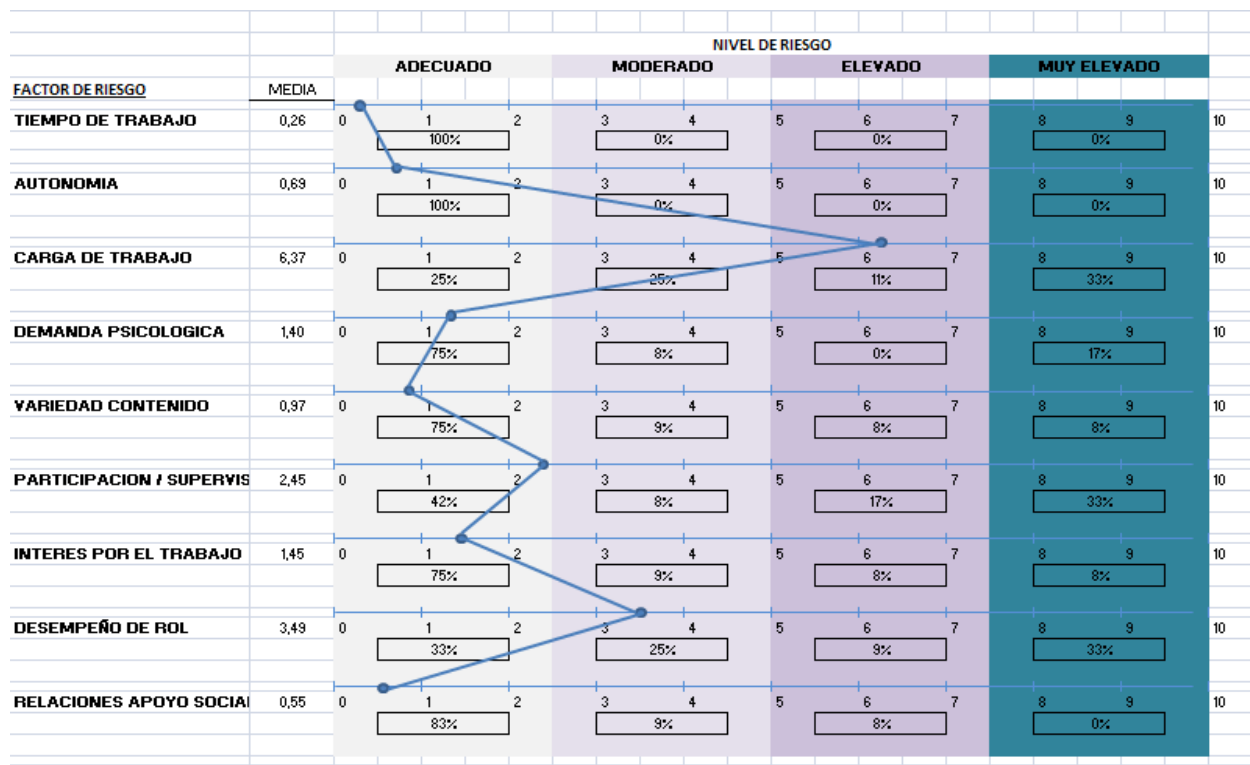 NIVEL DE RIESGO
ADECUADO MODERADO ELEVADO MUY ELEVADO
FACTOR DE RIESGO MEDIA
TIEMPO DE TRABAJO 0,26 0 1 2 3 4 5 6 7 8 9 10
100% 0% 0% 0%
AUTONOMIA 0,69 0 1 2 3 4 5 6 7 8 9 10
100% 0% 0% 0%
CARGA DE TRABAJO 6,37 0 1 2 3 4 5 6 7 8 9 10
25% 25% 11% 33%
DEMANDA PSICOLOGICA 1,40 0 1 2 3 4 5 6 7 8 9 10
75% 8% 0% 17%
VARIEDAD CONTENIDO 0,97 0 1 2 3 4 5 6 7 8 9 10
75% 9% 8% 8%
PARTICIPACION / SUPERVIS 2,45 0 1 2 3 4 5 6 7 8 9 10
42% 8% 17% 33%
INTERES POR EL TRABAJO 1,45 0 1 2 3 4 5 6 7 8 9 10
75% 9% 8% 8%
DESEMPEÑO DE ROL 3,49 0 1 2 3 4 5 6 7 8 9 10
33% 25% 9% 33%
RELACIONES APOYO SOCIAL 0,55 0 1 2 3 4 5 6 7 8 9 10
83% 9% 8% 0%